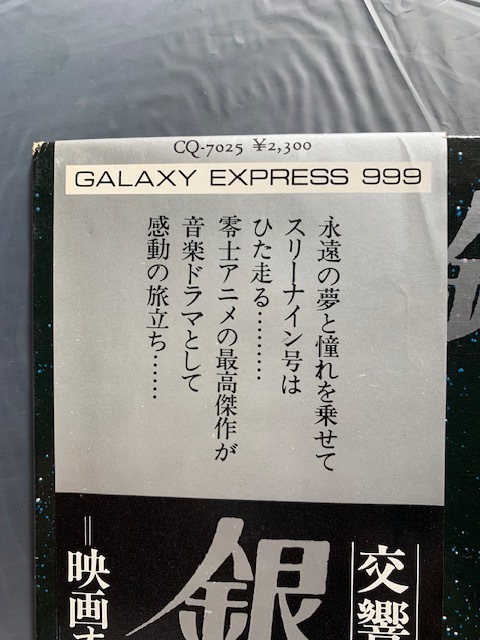 CQ-7025 ¥2,300
GALAXY EXPRESS 999
永遠の夢と憧れを乗せて
スリーナイン号は
ひた走る………
零士アニメの最高傑作が
音楽ドラマとして
感動の旅立ち……
交響
銀
＝映画